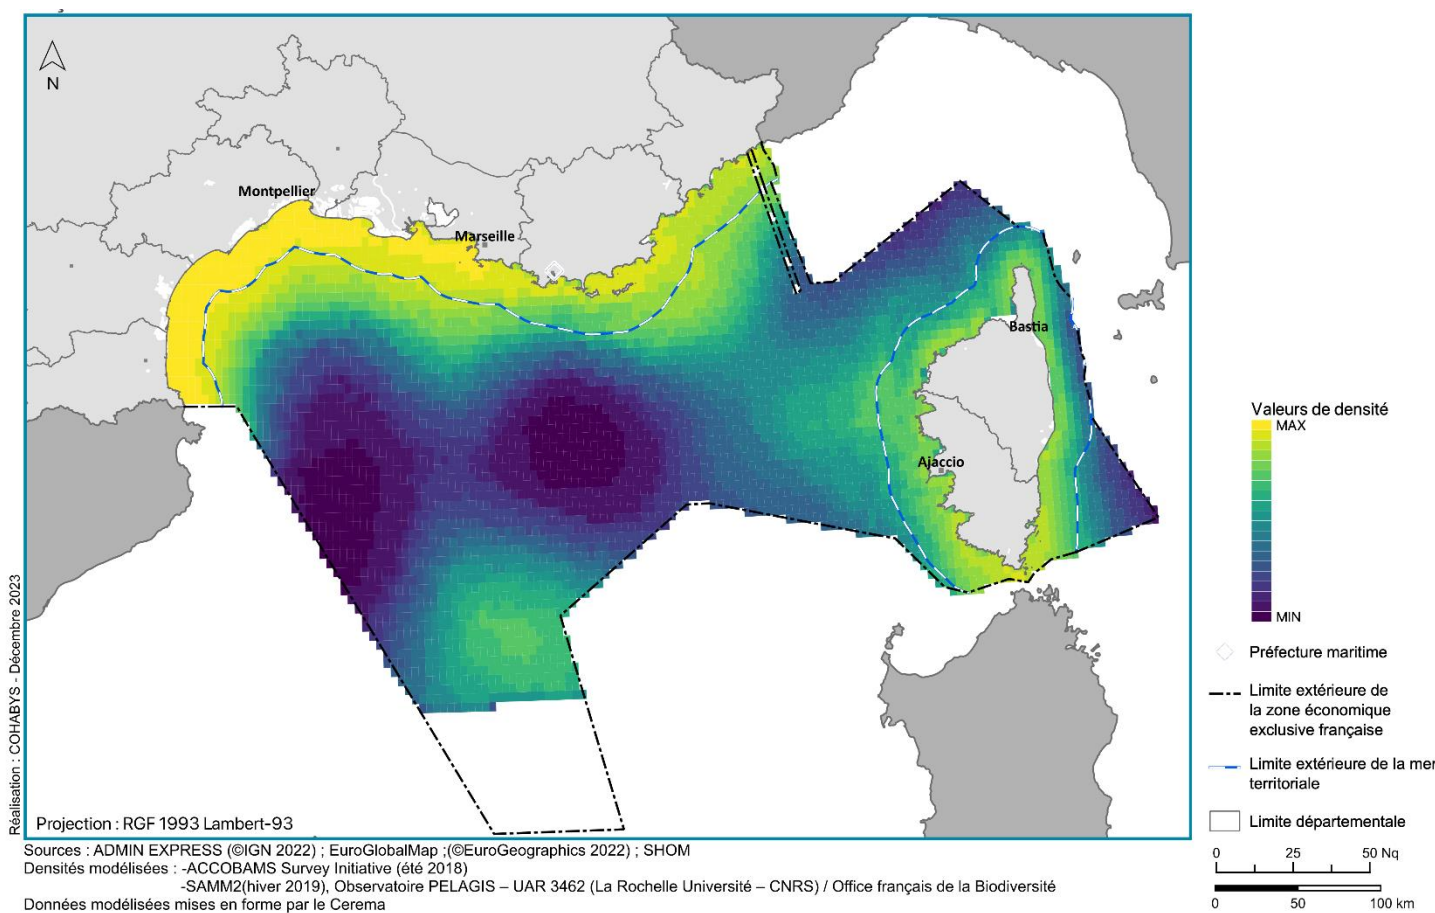 N
Montpellier
Marseille
Bastia
Ajaccio
Valeurs de densité
MAX
MIN
Préfecture maritime
Limite extérieure de
la zone économique
exclusive française
Limite extérieure de la mer
territoriale
Limite départementale
0 25 50 Nq
0 50 100 km
Réalisation : COHABYS - Décembre 2023
Projection : RGF 1993 Lambert-93
Sources : ADMIN EXPRESS (©IGN 2022) ; EuroGlobalMap ;(©EuroGeographics 2022) ; SHOM
Densités modélisées : -ACCOBAMS Survey Initiative (été 2018)
-SAMM2(hiver 2019), Observatoire PELAGIS – UAR 3462 (La Rochelle Université – CNRS) / Office français de la Biodiversité
Données modélisées mises en forme par le Cerema